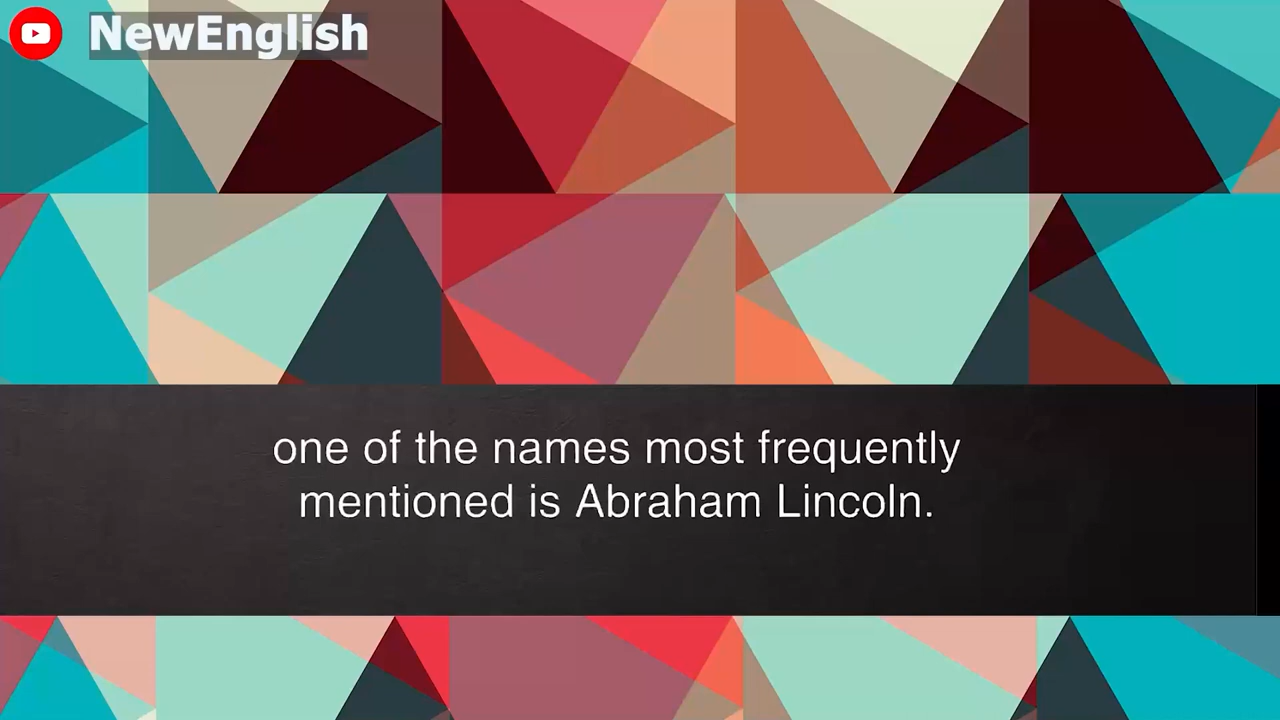 NewEnglish
one of the names most frequently
mentioned is Abraham Lincoln.